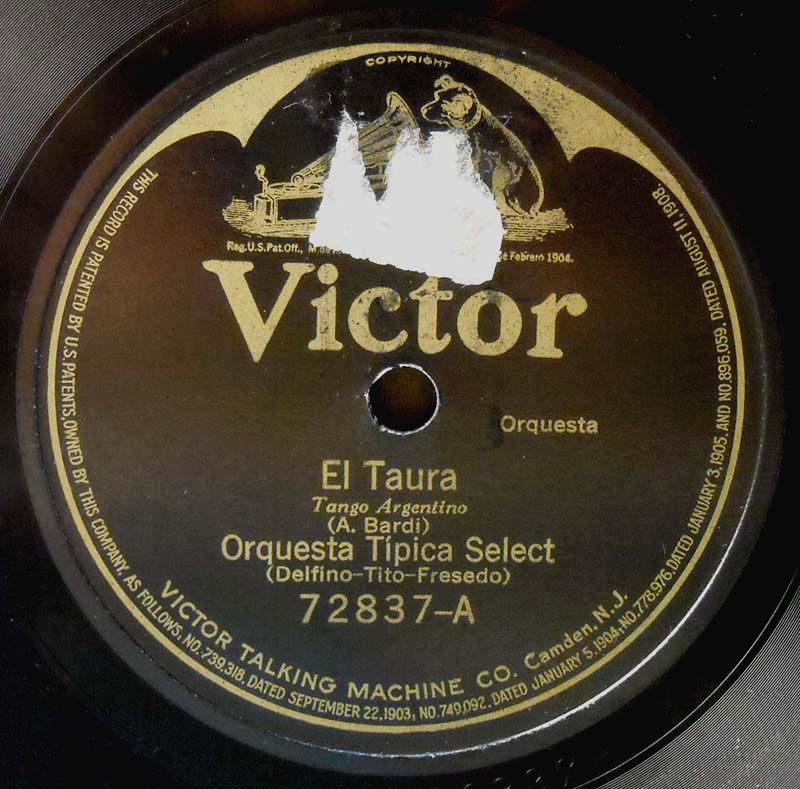 COPYRIGHT
Reg.U.S.Pat.Off.,
de Febrero 1904.
Victor
Orquesta
El Taura
Tango Argentino
(A. Bardi)
Orquesta Típica Select
(Delfino-Tito-Fresedo)
72837-A
VICTOR TALKING MACHINE CO. Camden, N.J.
THIS RECORD IS PATENTED BY U.S. PATENTS, OWNED BY THIS COMPANY, AS FOLLOWS, NO. 739,318, DATED SEPTEMBER 22, 1903; NO. 749,092, DATED JANUARY 5, 1904; NO. 778,976, DATED JANUARY 3, 1905, AND NO. 896,059, DATED AUGUST 11, 1908.